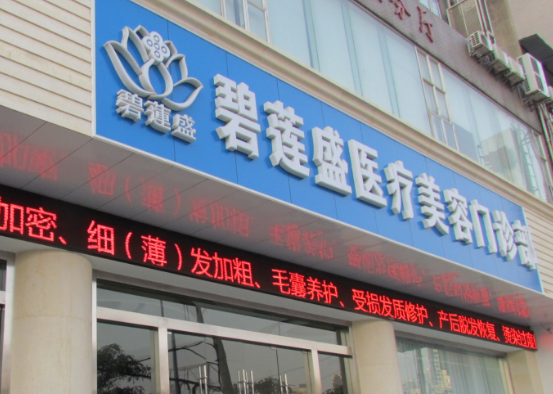 碧莲盛医疗美容门诊部
碧蓮盛
加密、细（薄）发加粗、毛囊养护、受损发质修护、产后脱发恢复、烫染过敏